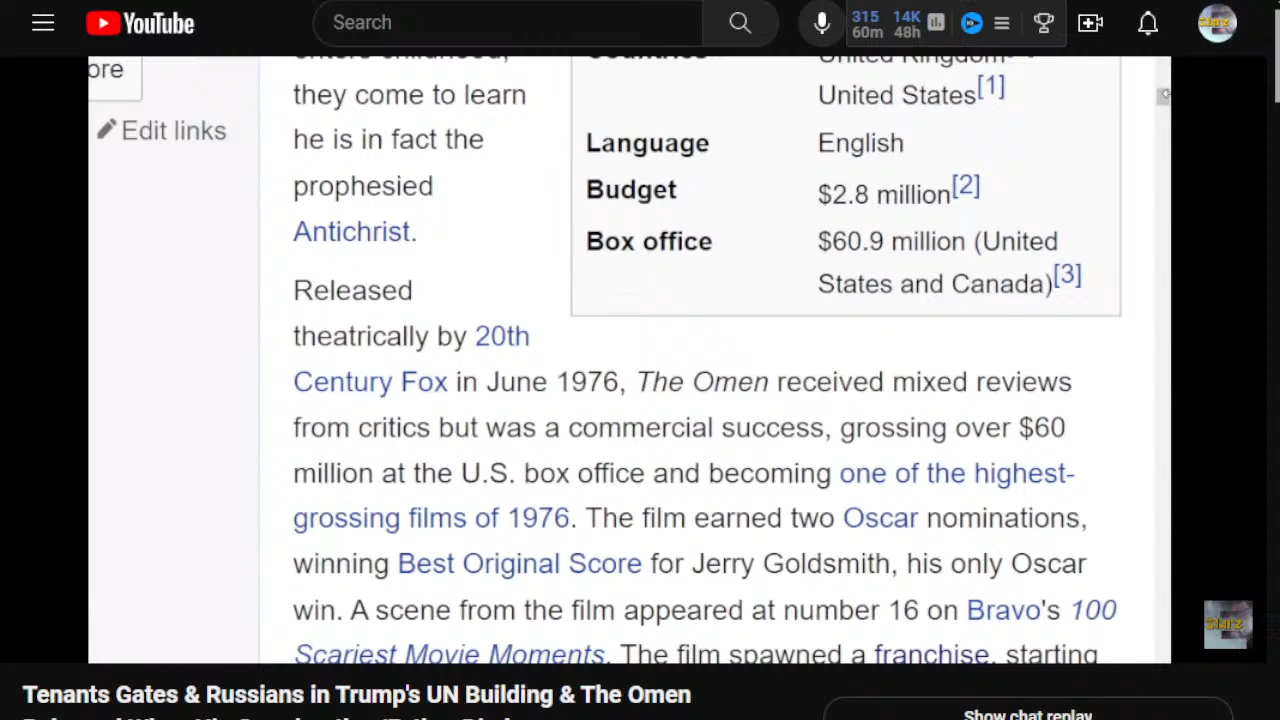 YouTube
Search
315 14K
60m 48h
ore
Edit links
they come to learn
he is in fact the
prophesied
Antichrist.
Countries United Kingdom
United States[1]
Language English
Budget $2.8 million[2]
Box office $60.9 million (United
States and Canada)[3]
Released
theatrically by 20th
Century Fox in June 1976, The Omen received mixed reviews
from critics but was a commercial success, grossing over $60
million at the U.S. box office and becoming one of the highest-
grossing films of 1976. The film earned two Oscar nominations,
winning Best Original Score for Jerry Goldsmith, his only Oscar
win. A scene from the film appeared at number 16 on Bravo's 100
Scariest Movie Moments. The film spawned a franchise, starting
Tenants Gates & Russians in Trump's UN Building & The Omen
Show chat replay